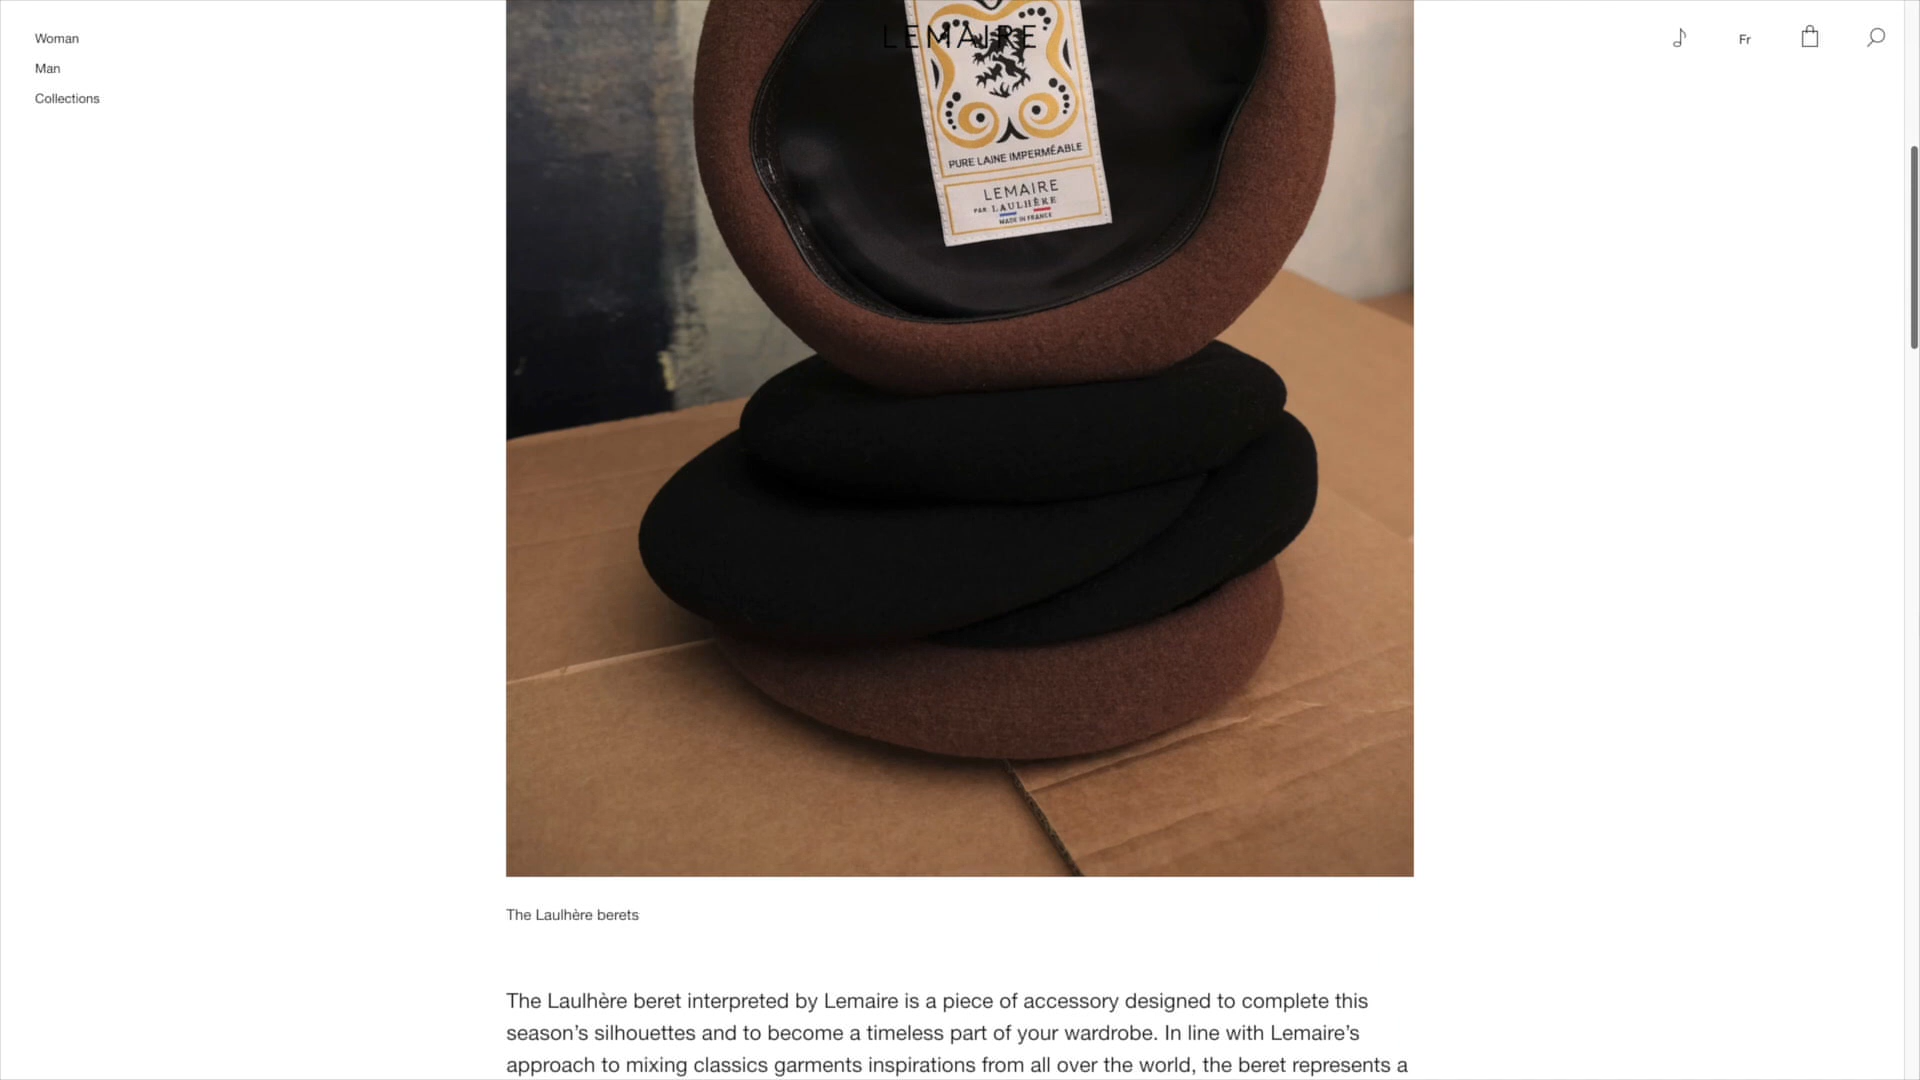 Woman
Man
Collections
LEMAIRE
Fr
PURE LAINE IMPERMÉABLE
LEMAIRE
PAR LAULHÈRE
MADE IN FRANCE
The Laulhère berets
The Laulhère beret interpreted by Lemaire is a piece of accessory designed to complete this
season’s silhouettes and to become a timeless part of your wardrobe. In line with Lemaire’s
approach to mixing classics garments inspirations from all over the world, the beret represents a